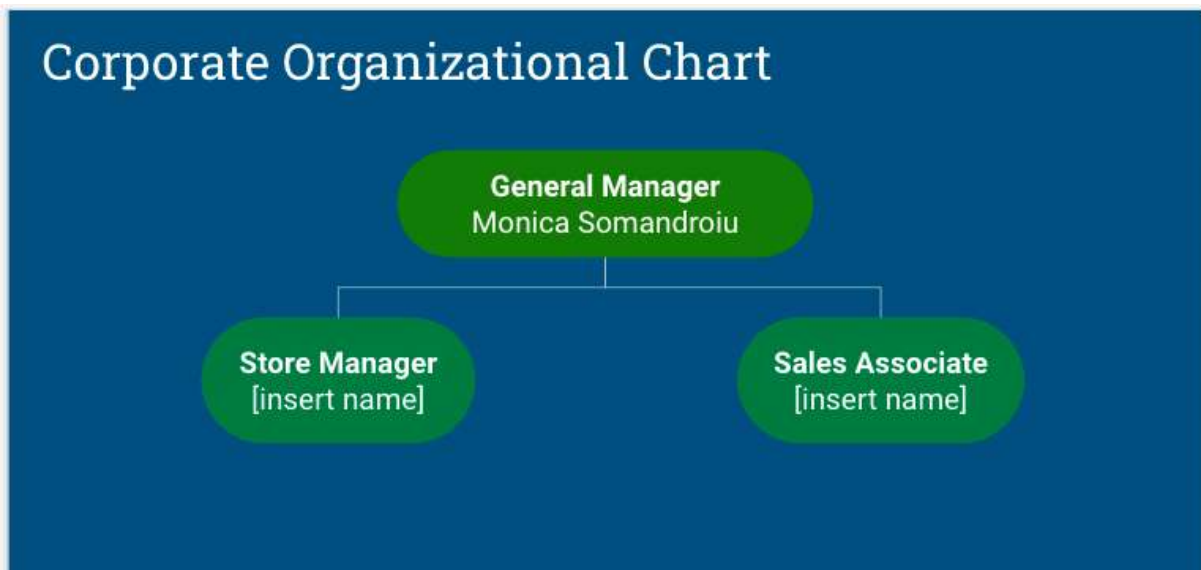 Corporate Organizational Chart
General Manager
Monica Somandroiu
Store Manager
[insert name]
Sales Associate
[insert name]